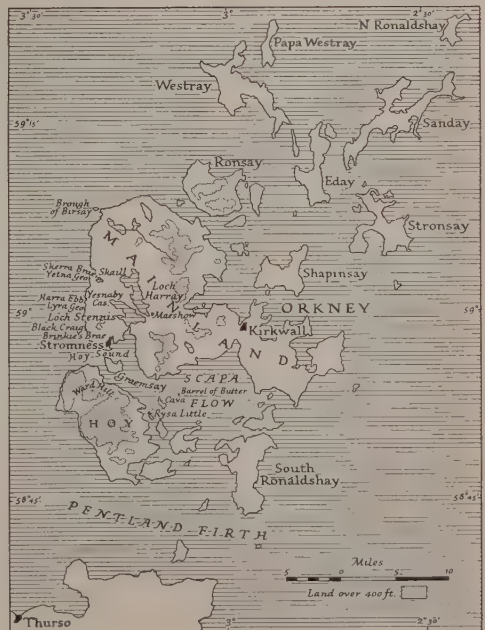 3° 30'
3°
2° 30'
N Ronaldshay
Papa Westray
Westray
59° 15'
Sanday
Ronsay
Eday
Brough
of Birsay
Stronsay
MAINLAND
Skerra Brae
Skaill
Yetna Geo
Shapinsay
Loch
Harray
Yesnaby
Cas.
Harra Ebb
Lyra Geo
ORKNEY
59°
59°
Loch Stennis
Maeshow
Kirkwall
Black Craig
Brinkie's Brae
Stromness
Hoy Sound
Graemsay
SCAPA
Barrel of Butter
Ward Hill
Cava
FLOW
Rysa Little
HOY
South
Ronaldshay
58° 45'
58° 45'
PENTLAND FIRTH
Miles
5 0 5 10
Land over 400 ft.
Thurso
3°
2° 30'